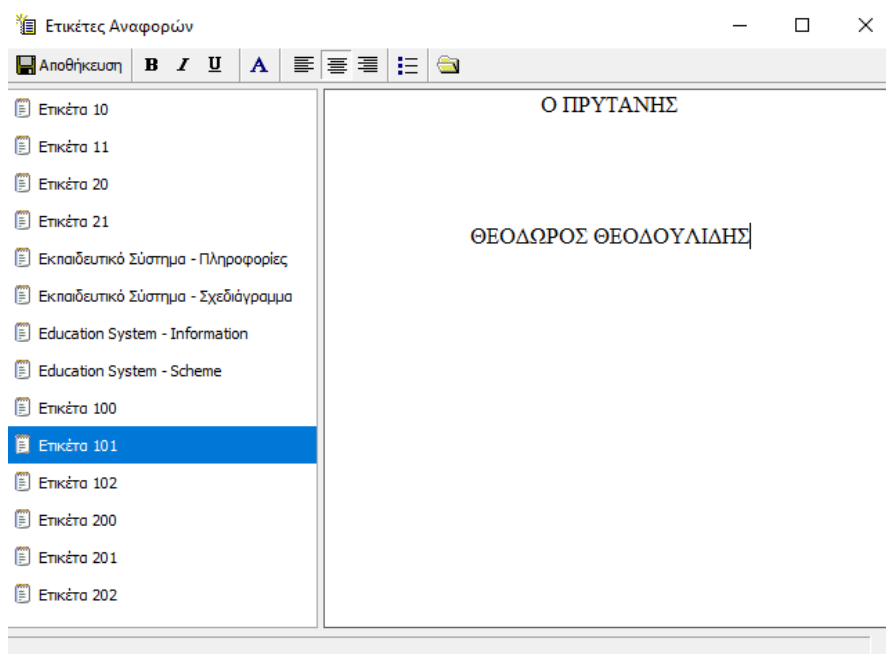 Ετικέτες Αναφορών
Αποθήκευση B I U A
Ετικέτα 10
Ετικέτα 11
Ετικέτα 20
Ετικέτα 21
Εκπαιδευτικό Σύστημα - Πληροφορίες
Εκπαιδευτικό Σύστημα - Σχεδιάγραμμα
Education System - Information
Education System - Scheme
Ετικέτα 100
Ετικέτα 101
Ετικέτα 102
Ετικέτα 200
Ετικέτα 201
Ετικέτα 202
Ο ΠΡΥΤΑΝΗΣ
ΘΕΟΔΩΡΟΣ ΘΕΟΔΟΥΛΙΔΗΣ